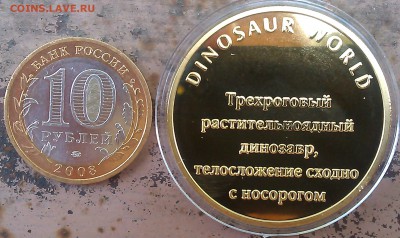 COINS.LAVE.RU
БАНК РОССИИ
10
РУБЛЕЙ
2008
DINOSAUR WORLD
Трехроговый
растительноядный
динозавр,
телосложение сходно
с носорогом